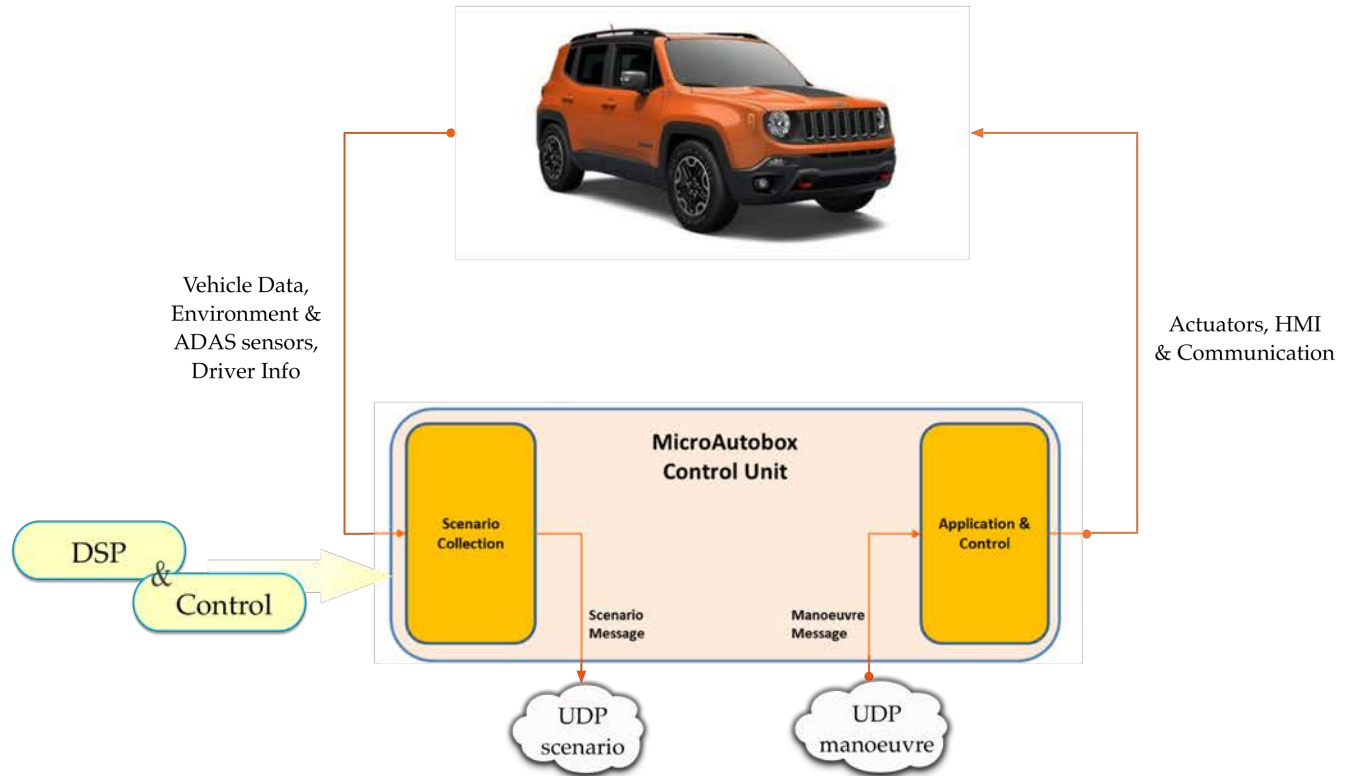 Vehicle Data,
Environment &
ADAS sensors,
Driver Info
Actuators, HMI
& Communication
MicroAutobox
Control Unit
Scenario
Collection
Application &
Control
DSP
&
Control
Scenario
Message
Manoeuvre
Message
UDP
scenario
UDP
manoeuvre